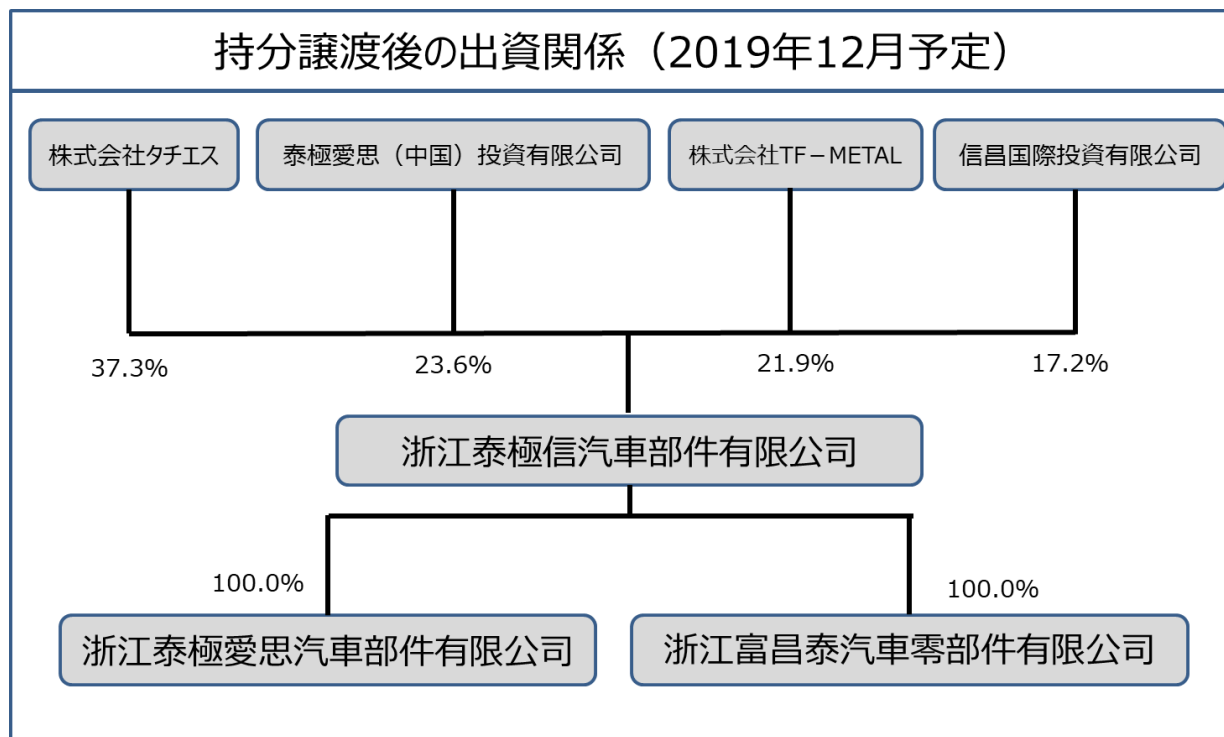 持分譲渡後の出資関係（2019年12月予定）
株式会社タチエス
泰極愛思（中国）投資有限公司
株式会社TF－METAL
信昌国際投資有限公司
37.3%
23.6%
21.9%
17.2%
浙江泰極信汽車部件有限公司
100.0%
100.0%
浙江泰極愛思汽車部件有限公司
浙江富昌泰汽車零部件有限公司